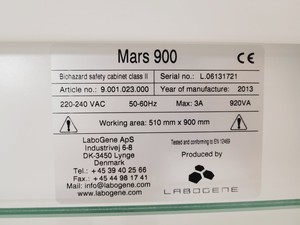 Mars 900
CE
Biohazard safety cabinet class II Serial no.: L.06131721
Article no.: 9.001.023.000 Year of manufacture: 2013
220-240 VAC 50-60Hz Max: 3A 920VA
Working area: 510 mm x 900 mm
LaboGene ApS
Industrivej 6-8
DK-3450 Lynge
Denmark
Tel.: +45 39 40 25 66
Fax.: +45 44 98 17 41
Mail: info@labogene.com
www.labogene.com
Tested and conforming to EN 12469
Produced by
LABOGENE